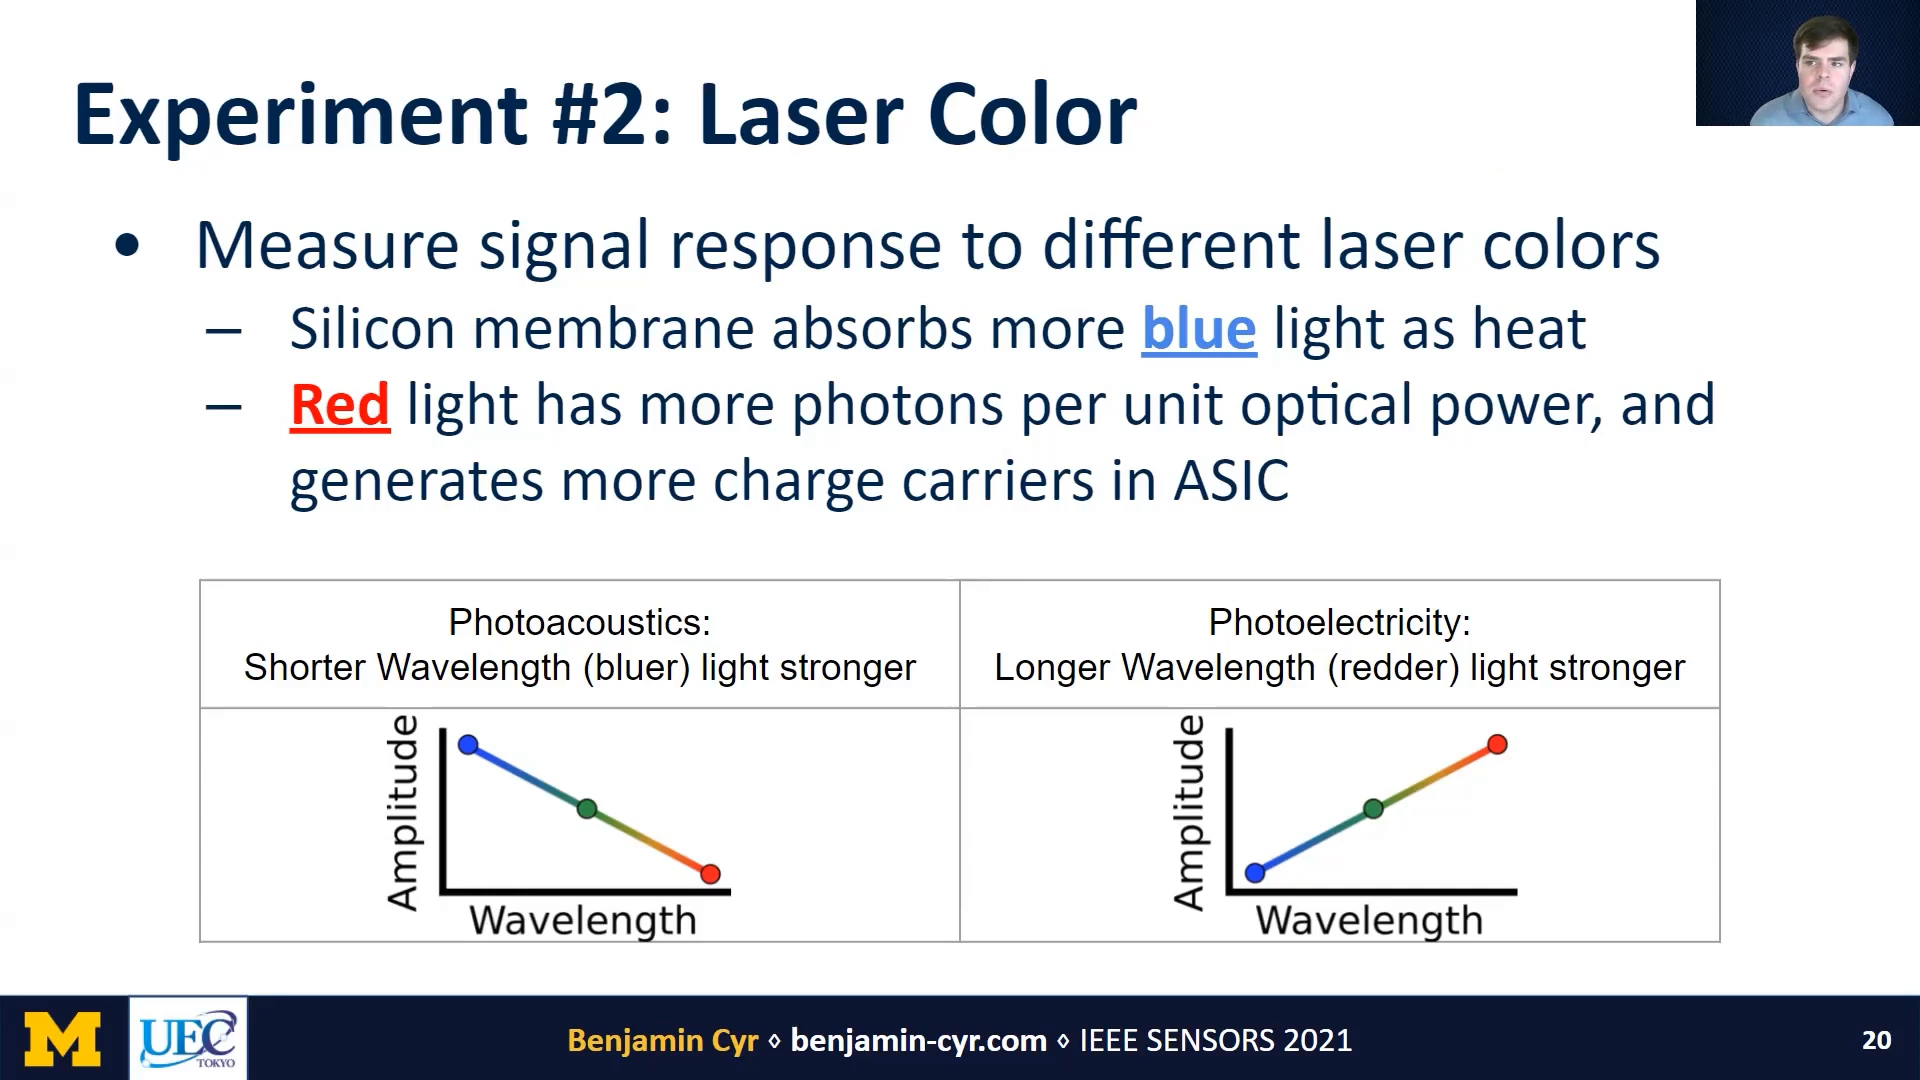 Experiment #2: Laser Color
• Measure signal response to different laser colors
– Silicon membrane absorbs more blue light as heat
– Red light has more photons per unit optical power, and
generates more charge carriers in ASIC
Photoacoustics:
Shorter Wavelength (bluer) light stronger
Photoelectricity:
Longer Wavelength (redder) light stronger
Amplitude
Wavelength
Amplitude
Wavelength
M
UEC
TOKYO
Benjamin Cyr ◊ benjamin-cyr.com ◊ IEEE SENSORS 2021
20